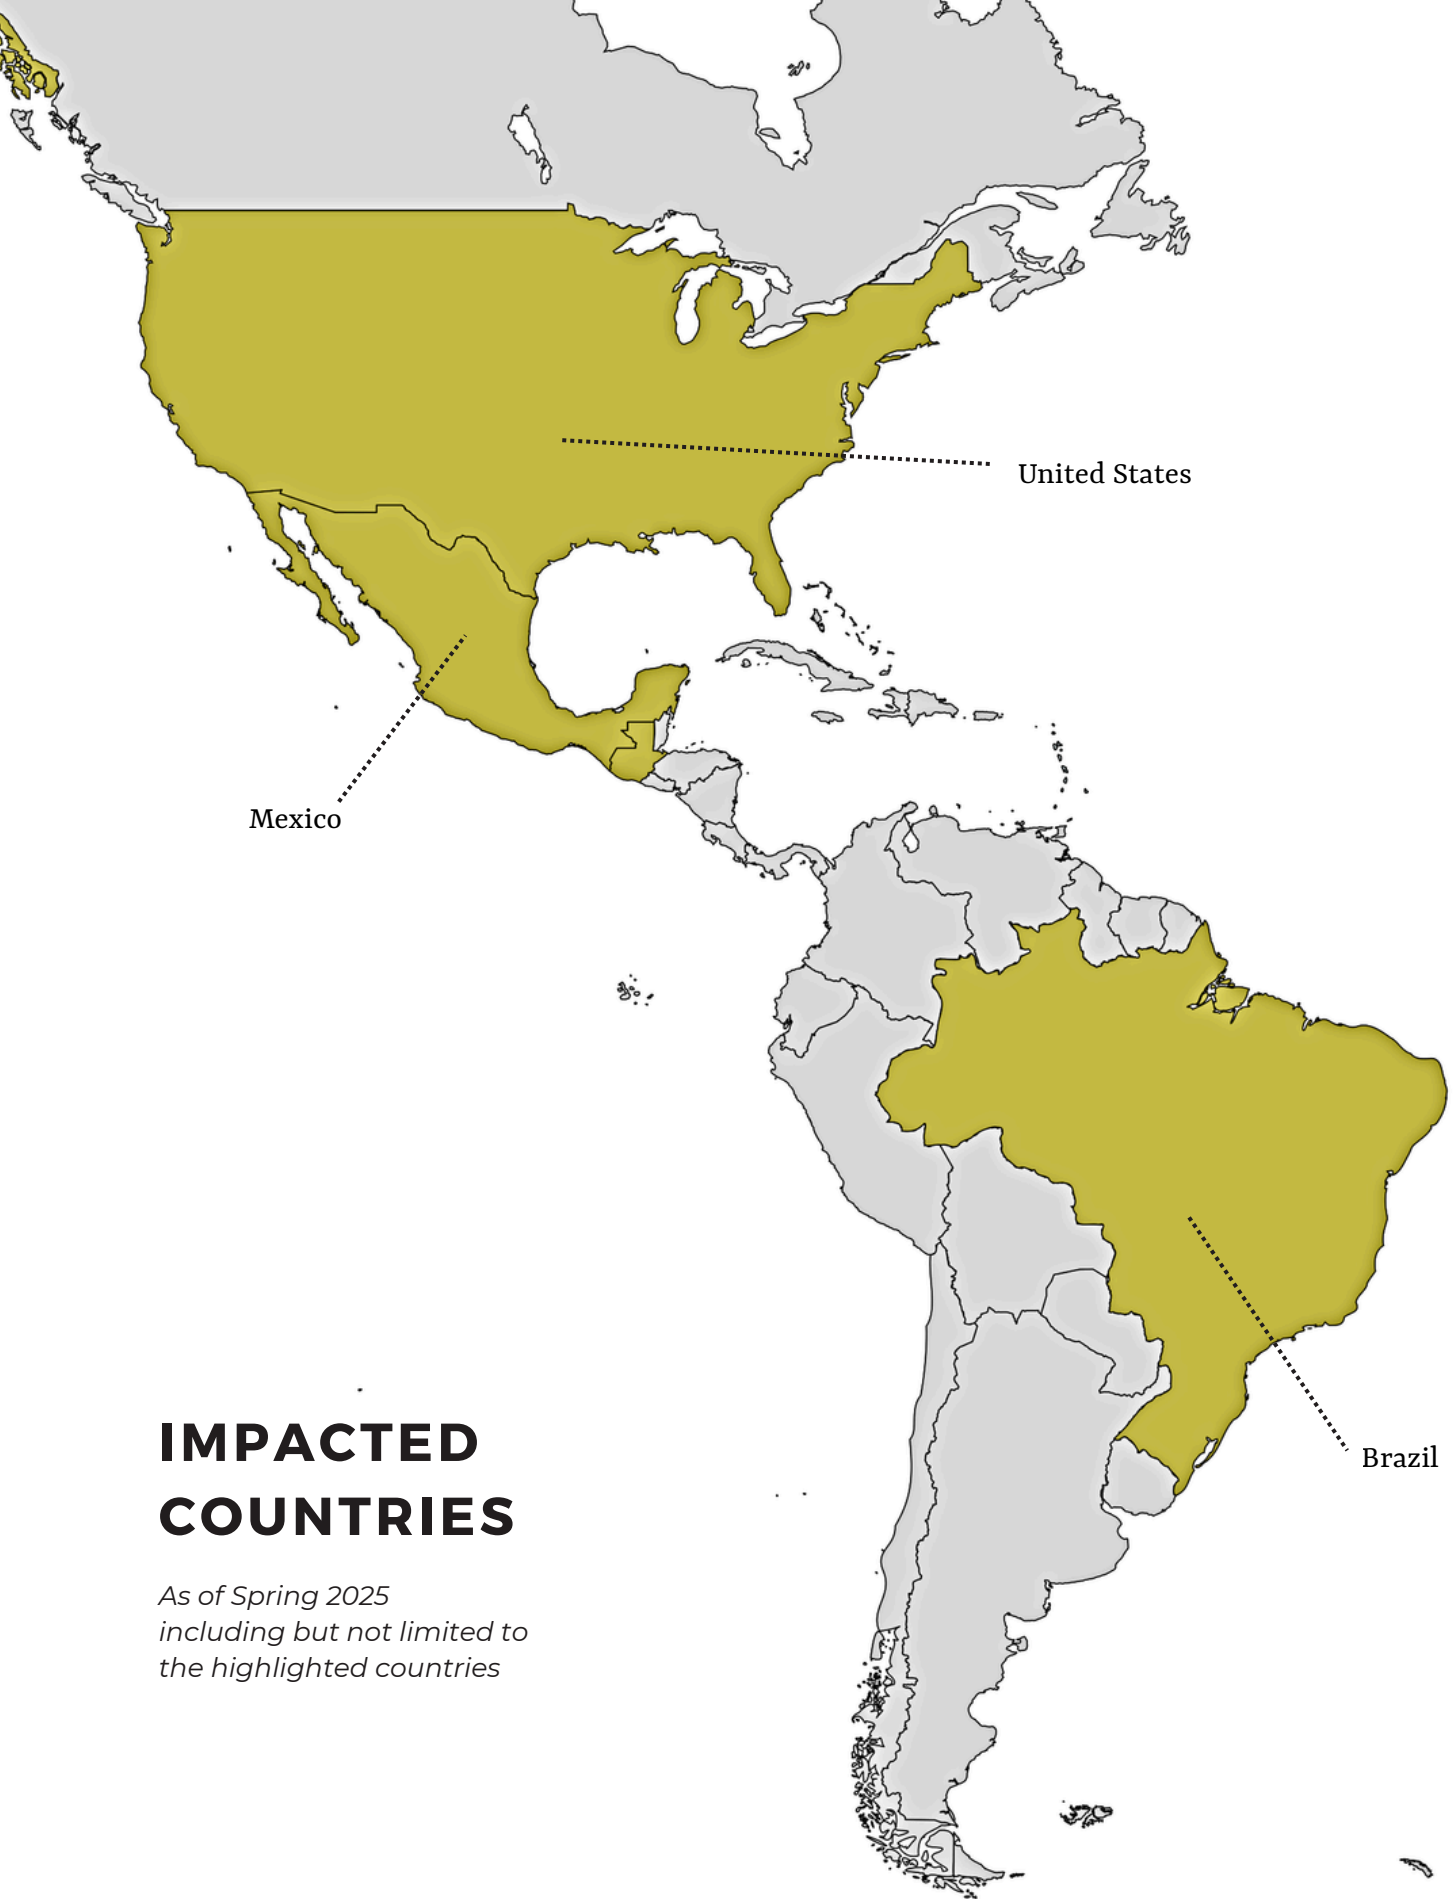 United States
Mexico
IMPACTED
COUNTRIES
As of Spring 2025
including but not limited to
the highlighted countries
Brazil